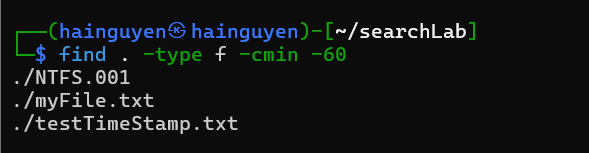 ┌──(hainguyen㉿hainguyen)-[~/searchLab]
└─$ find . -type f -cmin -60
./NTFS.001
./myFile.txt
./testTimeStamp.txt